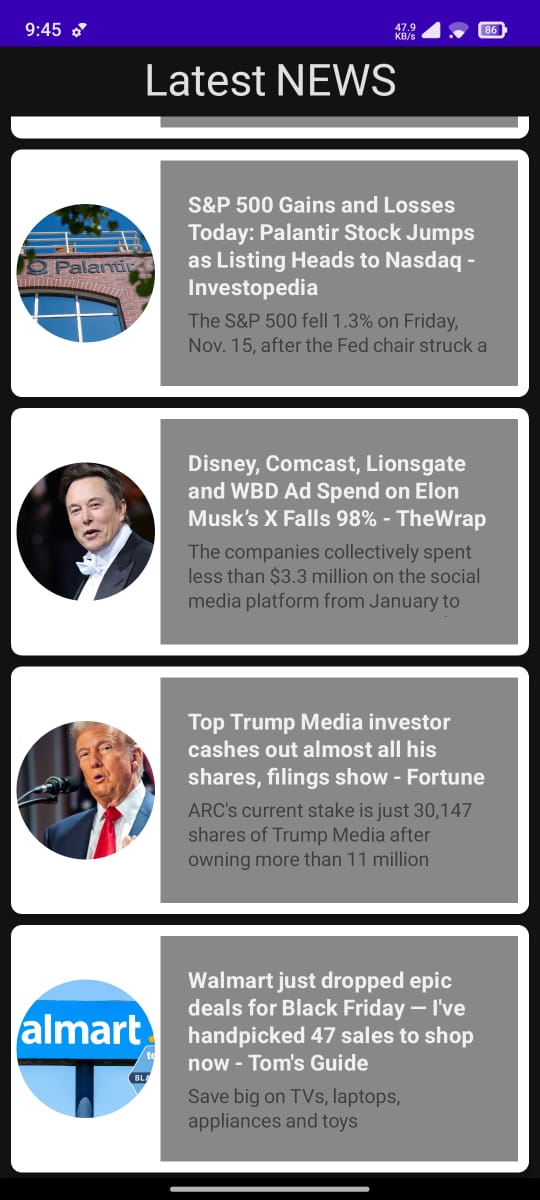 9:45
47.9
KB/s
86
Latest NEWS
S&P 500 Gains and Losses
Today: Palantir Stock Jumps
as Listing Heads to Nasdaq -
Investopedia
The S&P 500 fell 1.3% on Friday,
Nov. 15, after the Fed chair struck a
Palantir
Disney, Comcast, Lionsgate
and WBD Ad Spend on Elon
Musk’s X Falls 98% - TheWrap
The companies collectively spent
less than $3.3 million on the social
media platform from January to
Top Trump Media investor
cashes out almost all his
shares, filings show - Fortune
ARC's current stake is just 30,147
shares of Trump Media after
owning more than 11 million
almart
to
BLA
Walmart just dropped epic
deals for Black Friday — I've
handpicked 47 sales to shop
now - Tom's Guide
Save big on TVs, laptops,
appliances and toys